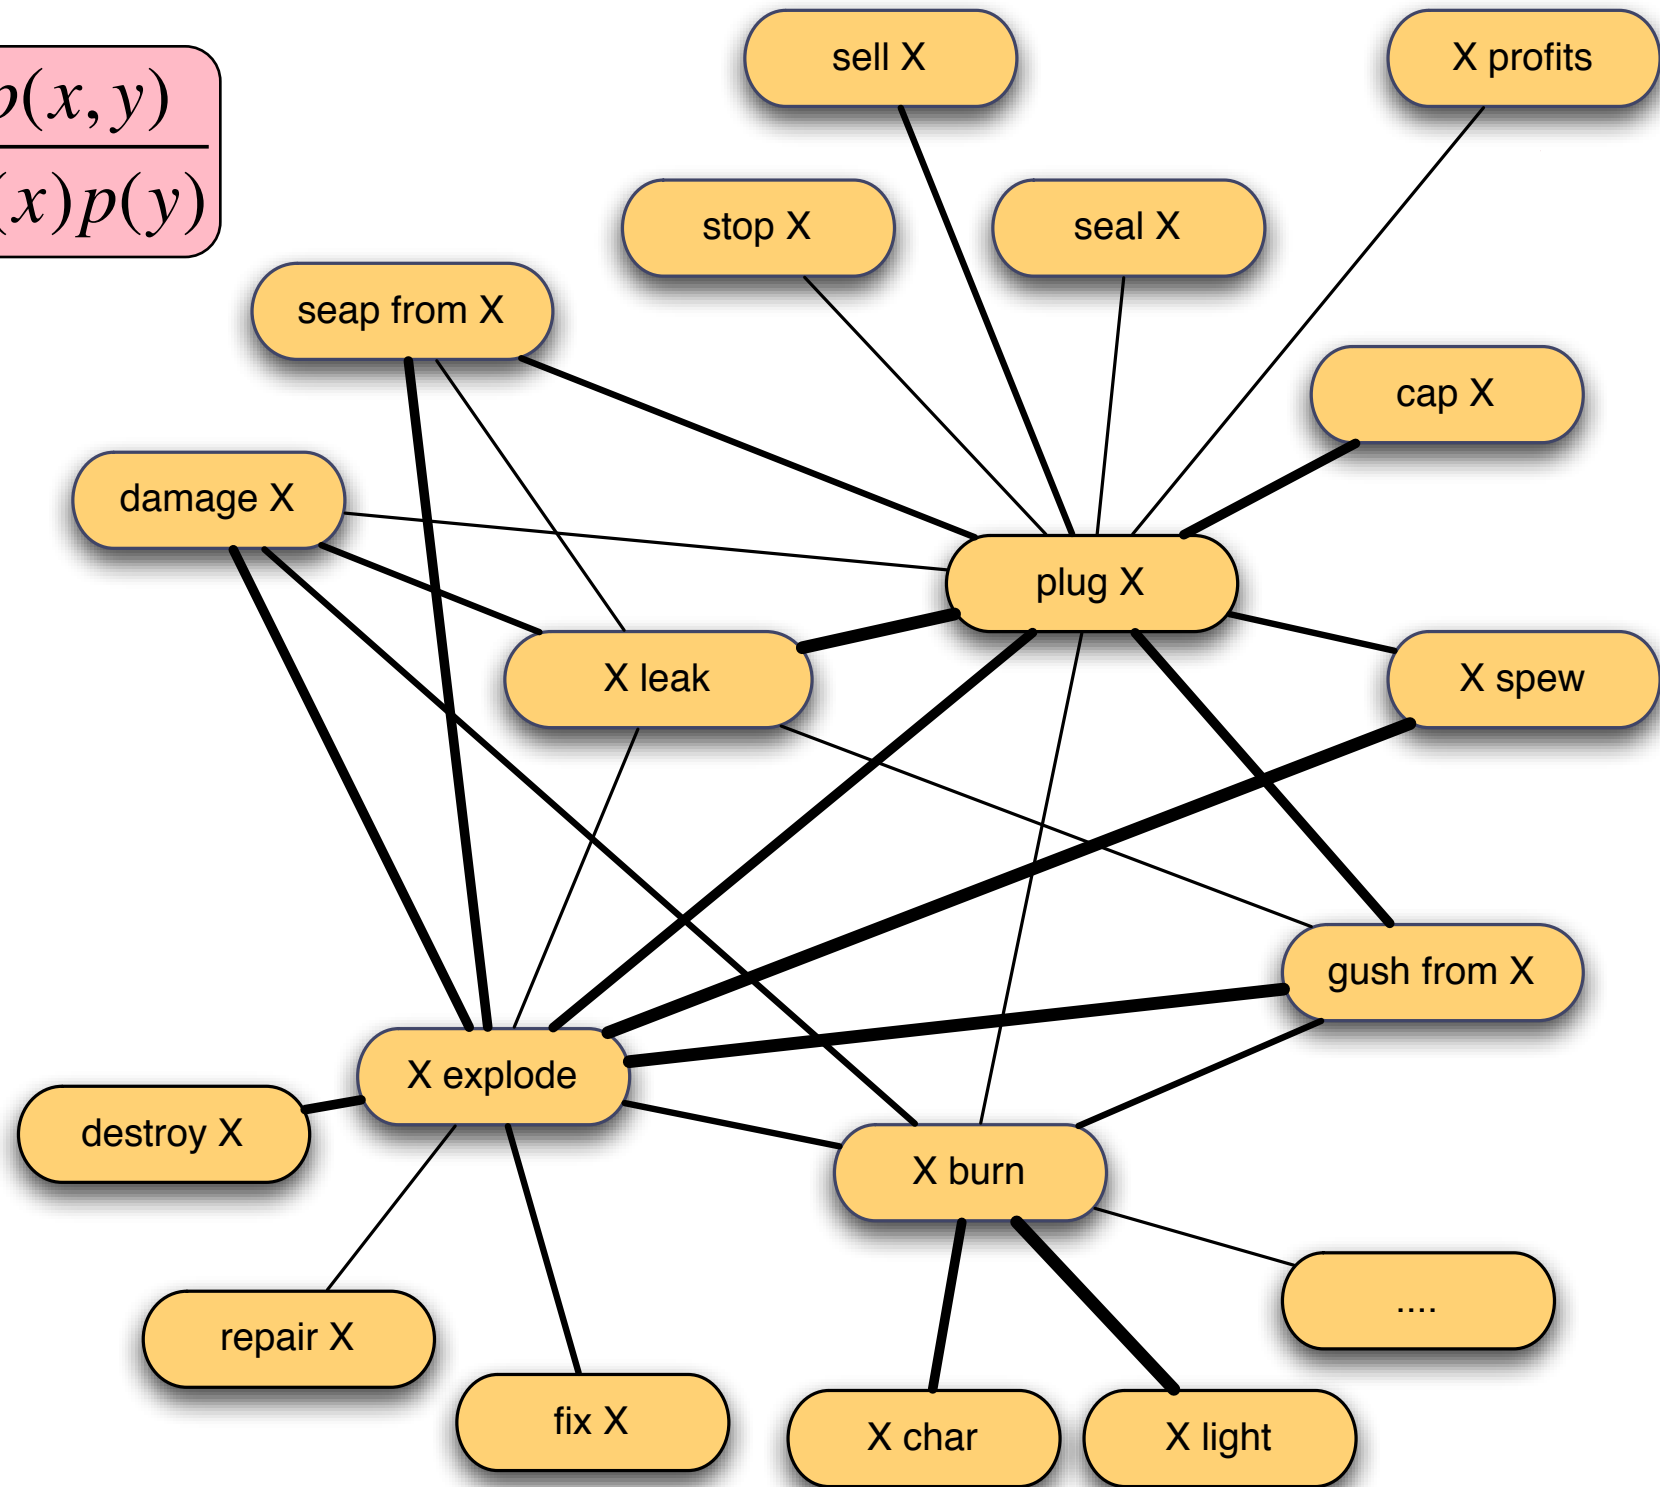 sell X
X profits
p(x, y)
(x)p(y)
stop X
seal X
seap from X
cap X
damage X
plug X
X leak
X spew
gush from X
X explode
destroy X
X burn
....
repair X
fix X
X char
X light